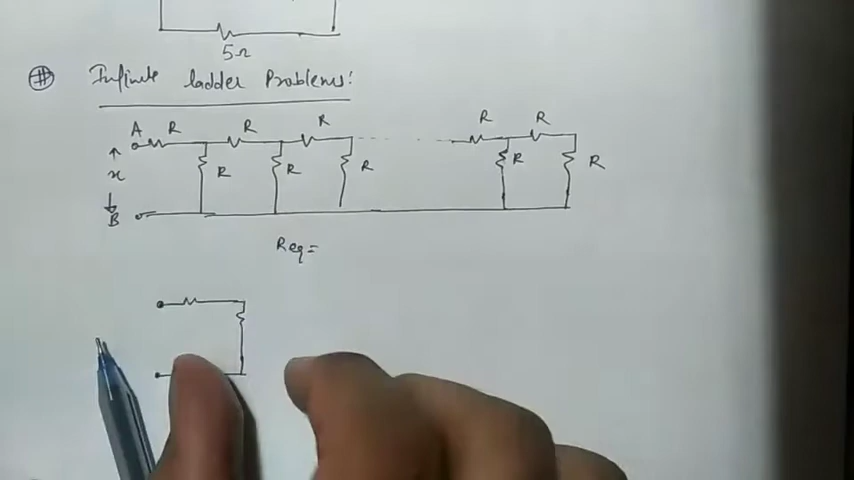 5Ω
# Infinite ladder Problems:
A R R R R R
x R R R R R
B
Req=